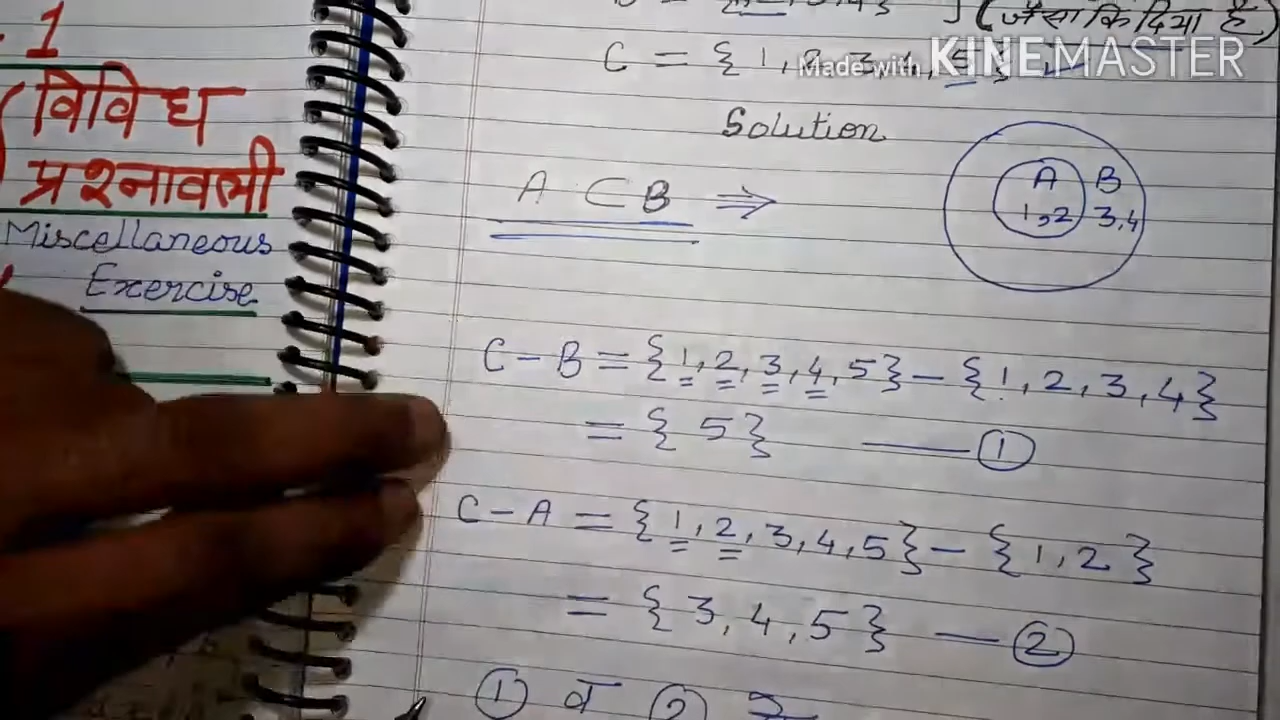 - 1
विविध
प्रश्नावली
Miscellaneous
Exercise
(जैसा कि दिया है)
C = {1, 2, 3, 4, 5}
Made with KINEMASTER
Solution
A ⊂ B ⇒
A B
1,2 3,4
C - B = {1, 2, 3, 4, 5} - {1, 2, 3, 4}
= {5} — ①
C - A = {1, 2, 3, 4, 5} - {1, 2}
= {3, 4, 5} — ②
① व ② से